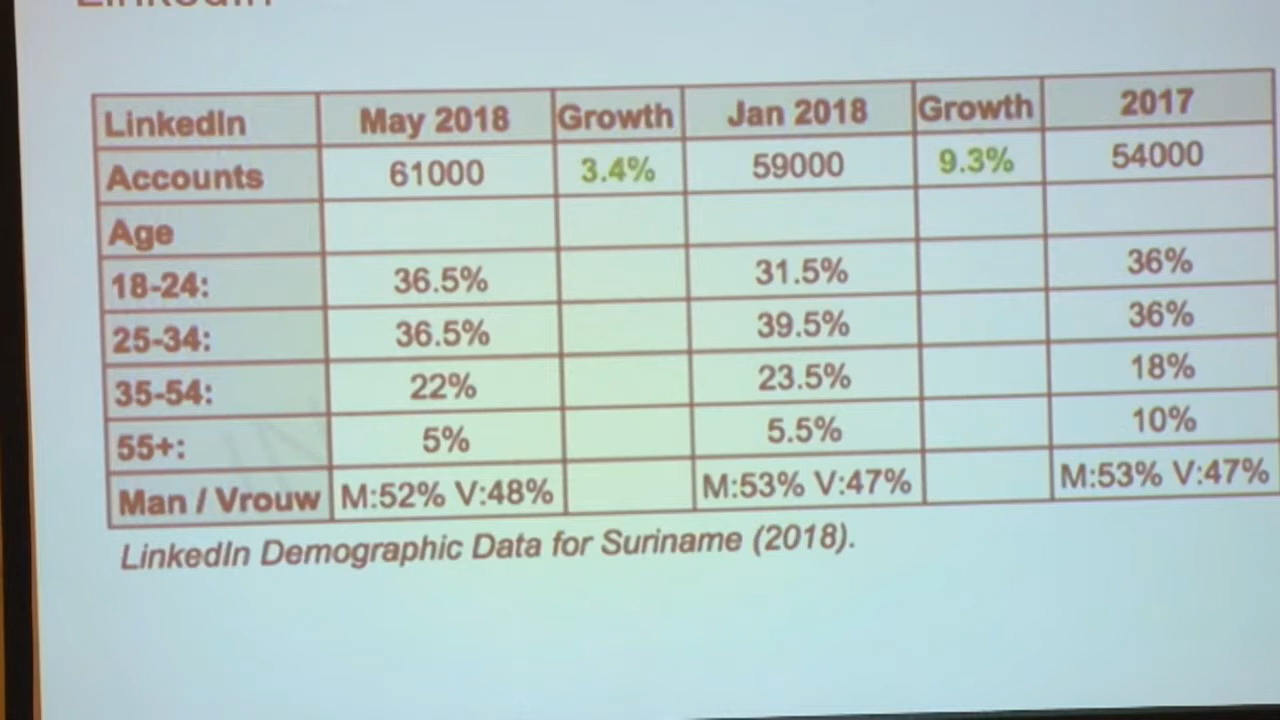 LinkedIn
LinkedIn May 2018 Growth Jan 2018 Growth 2017
Accounts 61000 3.4% 59000 9.3% 54000
Age
18-24: 36.5% 31.5% 36%
25-34: 36.5% 39.5% 36%
35-54: 22% 23.5% 18%
55+: 5% 5.5% 10%
Man / Vrouw M:52% V:48% M:53% V:47% M:53% V:47%
LinkedIn Demographic Data for Suriname (2018).